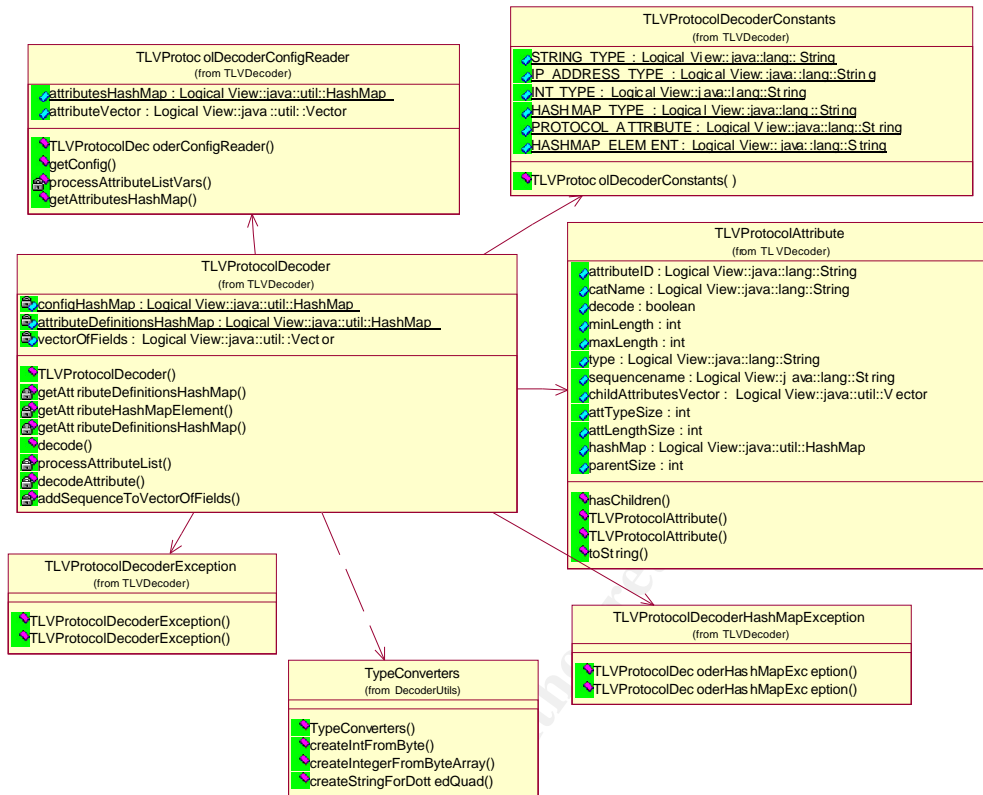 TLVProtocolDecoderConstants
(from TLVDecoder)
STRING_TYPE : Logical View::java::lang::String
IP_ADDRESS_TYPE : Logical View::java::lang::String
INT_TYPE : Logical View::java::lang::String
HASHMAP_TYPE : Logical View::java::lang::String
PROTOCOL_ATTRIBUTE : Logical View::java::lang::String
HASHMAP_ELEMENT : Logical View::java::lang::String
TLVProtocolDecoderConstants( )
TLVProtocolDecoderConfigReader
(from TLVDecoder)
attributesHashMap : Logical View::java::util::HashMap
attributeVector : Logical View::java::util::Vector
TLVProtocolDecoderConfigReader()
getConfig()
processAttributeListVars()
getAttributesHashMap()
TLVProtocolAttribute
(from TLVDecoder)
attributeID : Logical View::java::lang::String
catName : Logical View::java::lang::String
decode : boolean
minLength : int
maxLength : int
type : Logical View::java::lang::String
sequencename : Logical View::java::lang::String
childAttributesVector : Logical View::java::util::Vector
attTypeSize : int
attLengthSize : int
hashMap : Logical View::java::util::HashMap
parentSize : int
hasChildren()
TLVProtocolAttribute()
TLVProtocolAttribute()
toString()
TLVProtocolDecoder
(from TLVDecoder)
configHashMap : Logical View::java::util::HashMap
attributeDefinitionsHashMap : Logical View::java::util::HashMap
vectorOfFields : Logical View::java::util::Vector
TLVProtocolDecoder()
getAttributeDefinitionsHashMap()
getAttributeHashMapElement()
getAttributeDefinitionsHashMap()
decode()
processAttributeList()
decodeAttribute()
addSequenceToVectorOfFields()
TLVProtocolDecoderException
(from TLVDecoder)
TLVProtocolDecoderException()
TLVProtocolDecoderException()
TLVProtocolDecoderHashMapException
(from TLVDecoder)
TLVProtocolDecoderHashMapException()
TLVProtocolDecoderHashMapException()
TypeConverters
(from DecoderUtils)
TypeConverters()
createIntFromByte()
createIntegerFromByteArray()
createStringForDottedQuad()